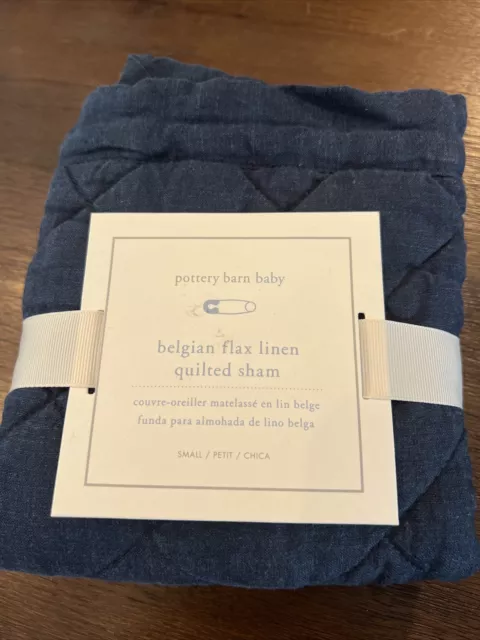 pottery barn baby
belgian flax linen
quilted sham
couvre-oreiller matelassé en lin belge
funda para almohada de lino belga
SMALL / PETIT / CHICA